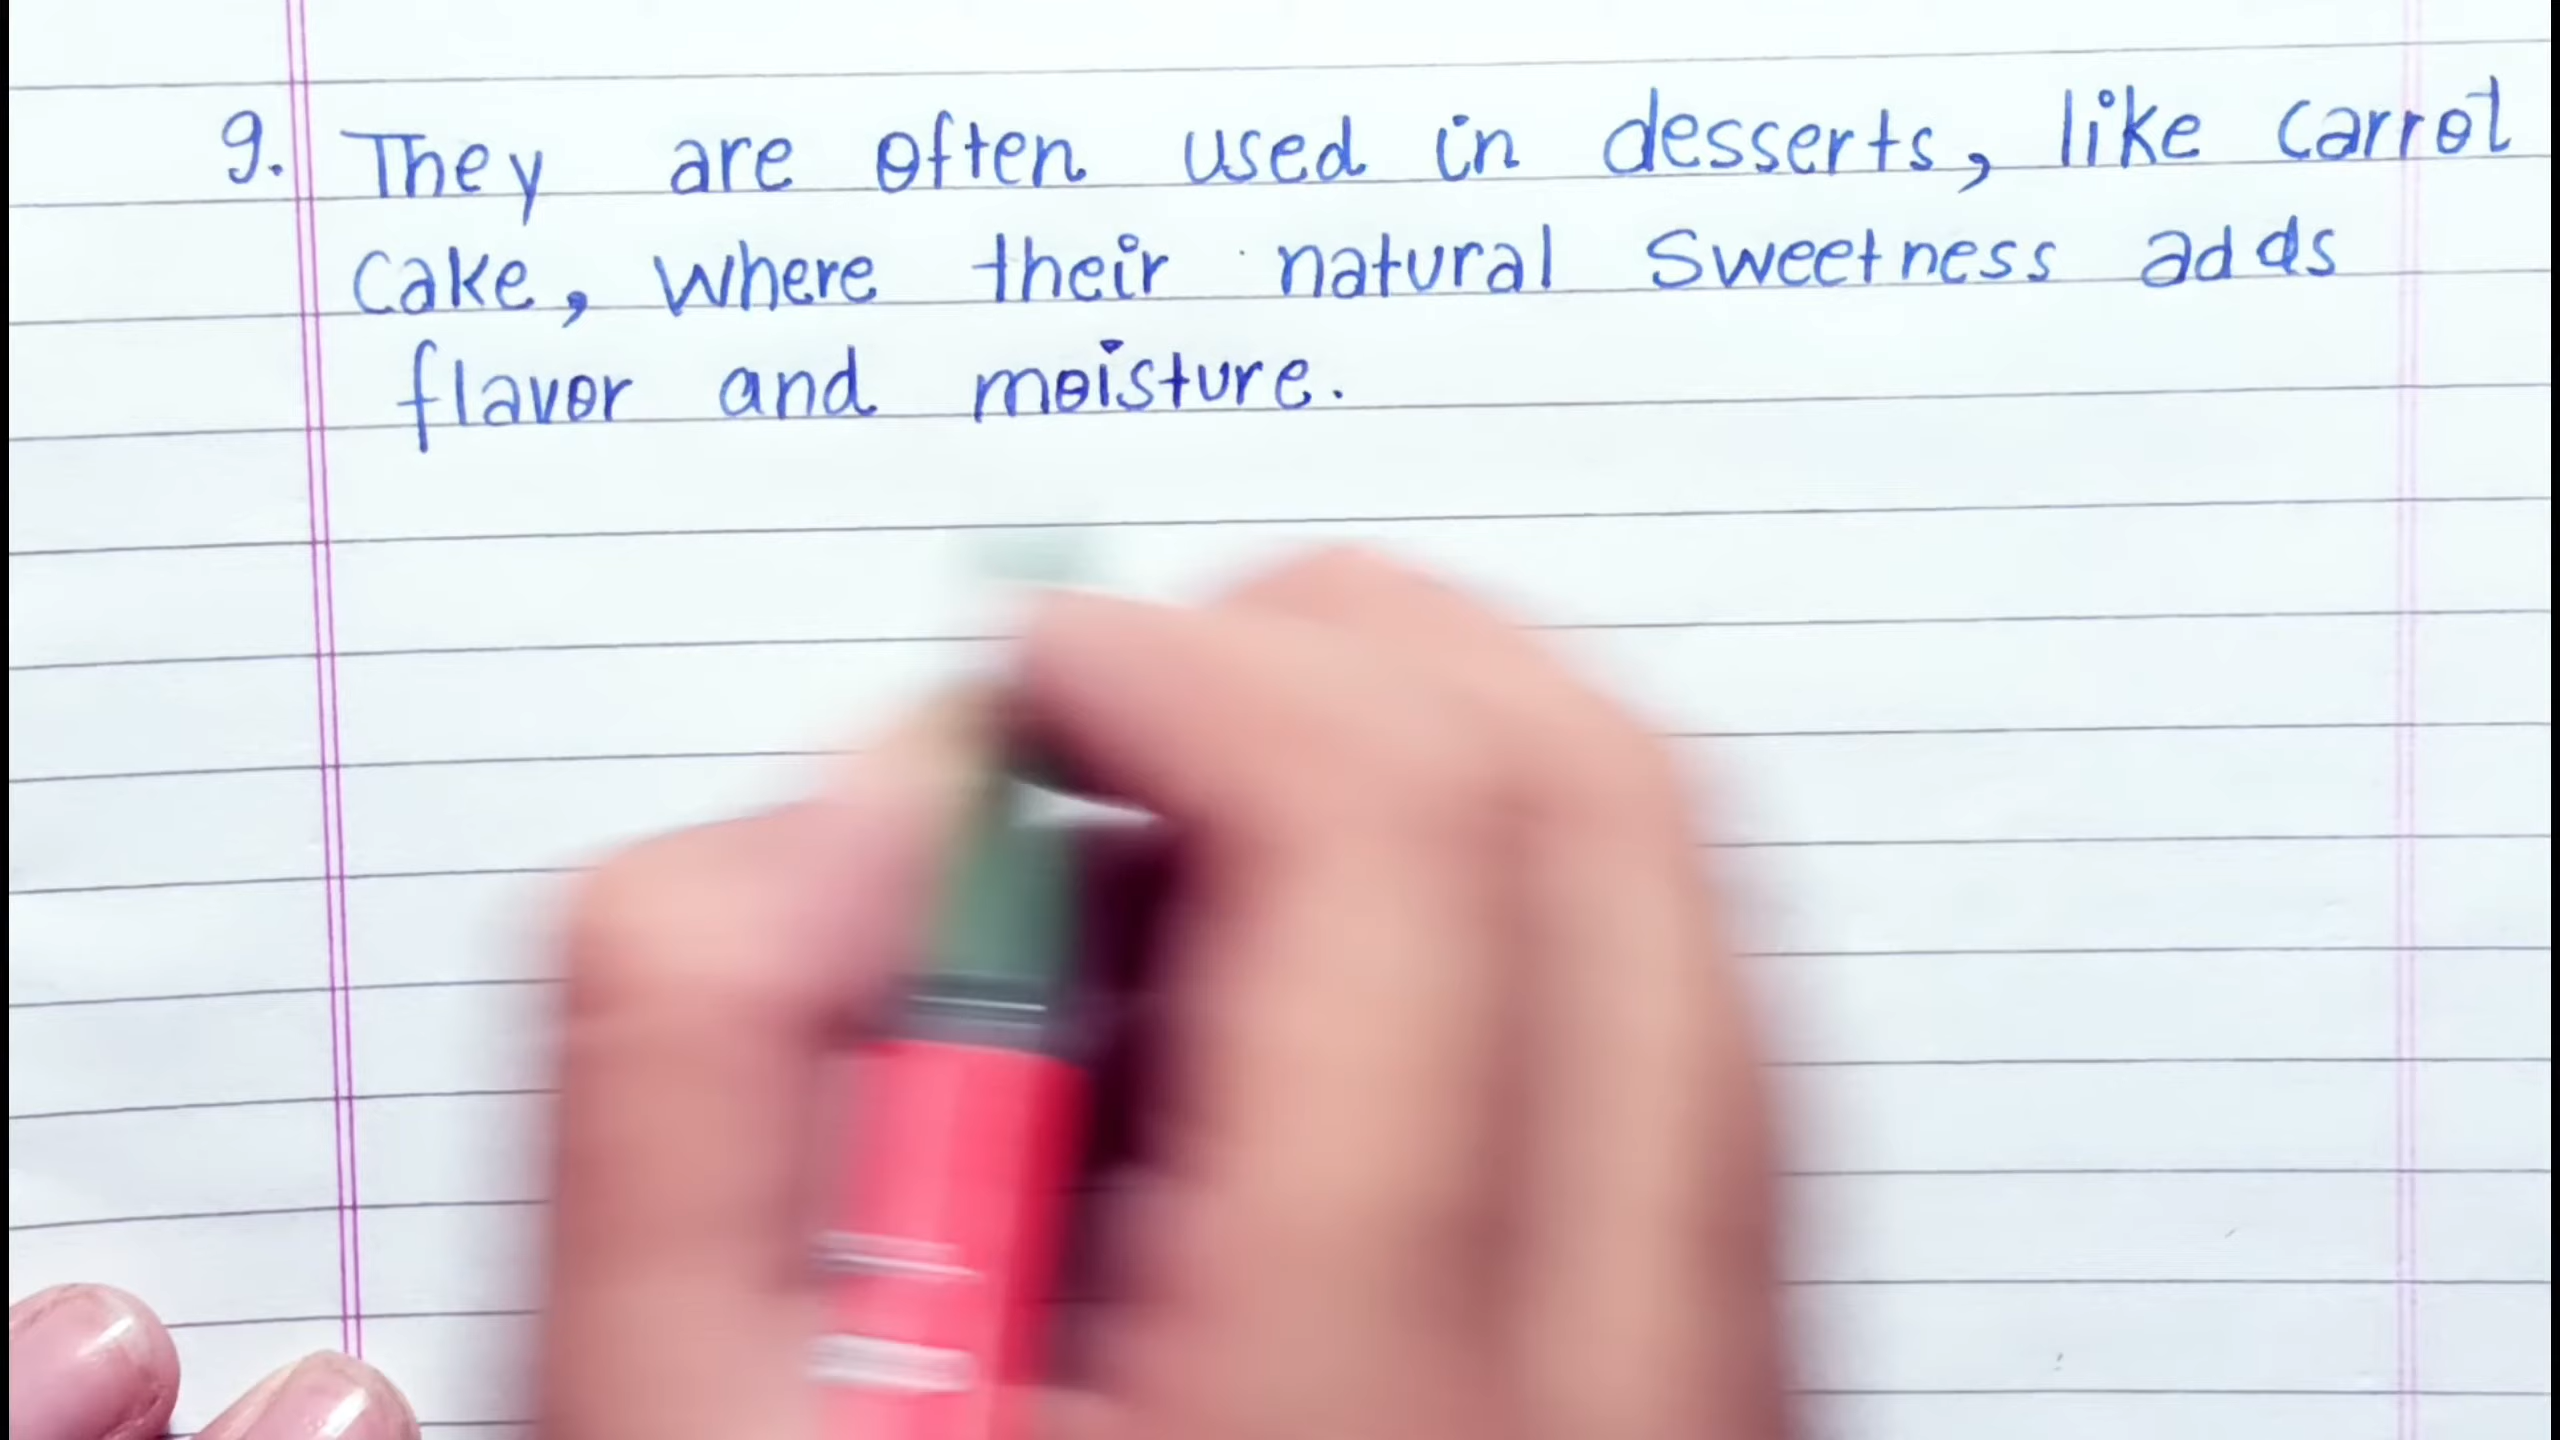 9. They are often used in desserts, like carrot
cake, where their natural sweetness adds
flavor and moisture.